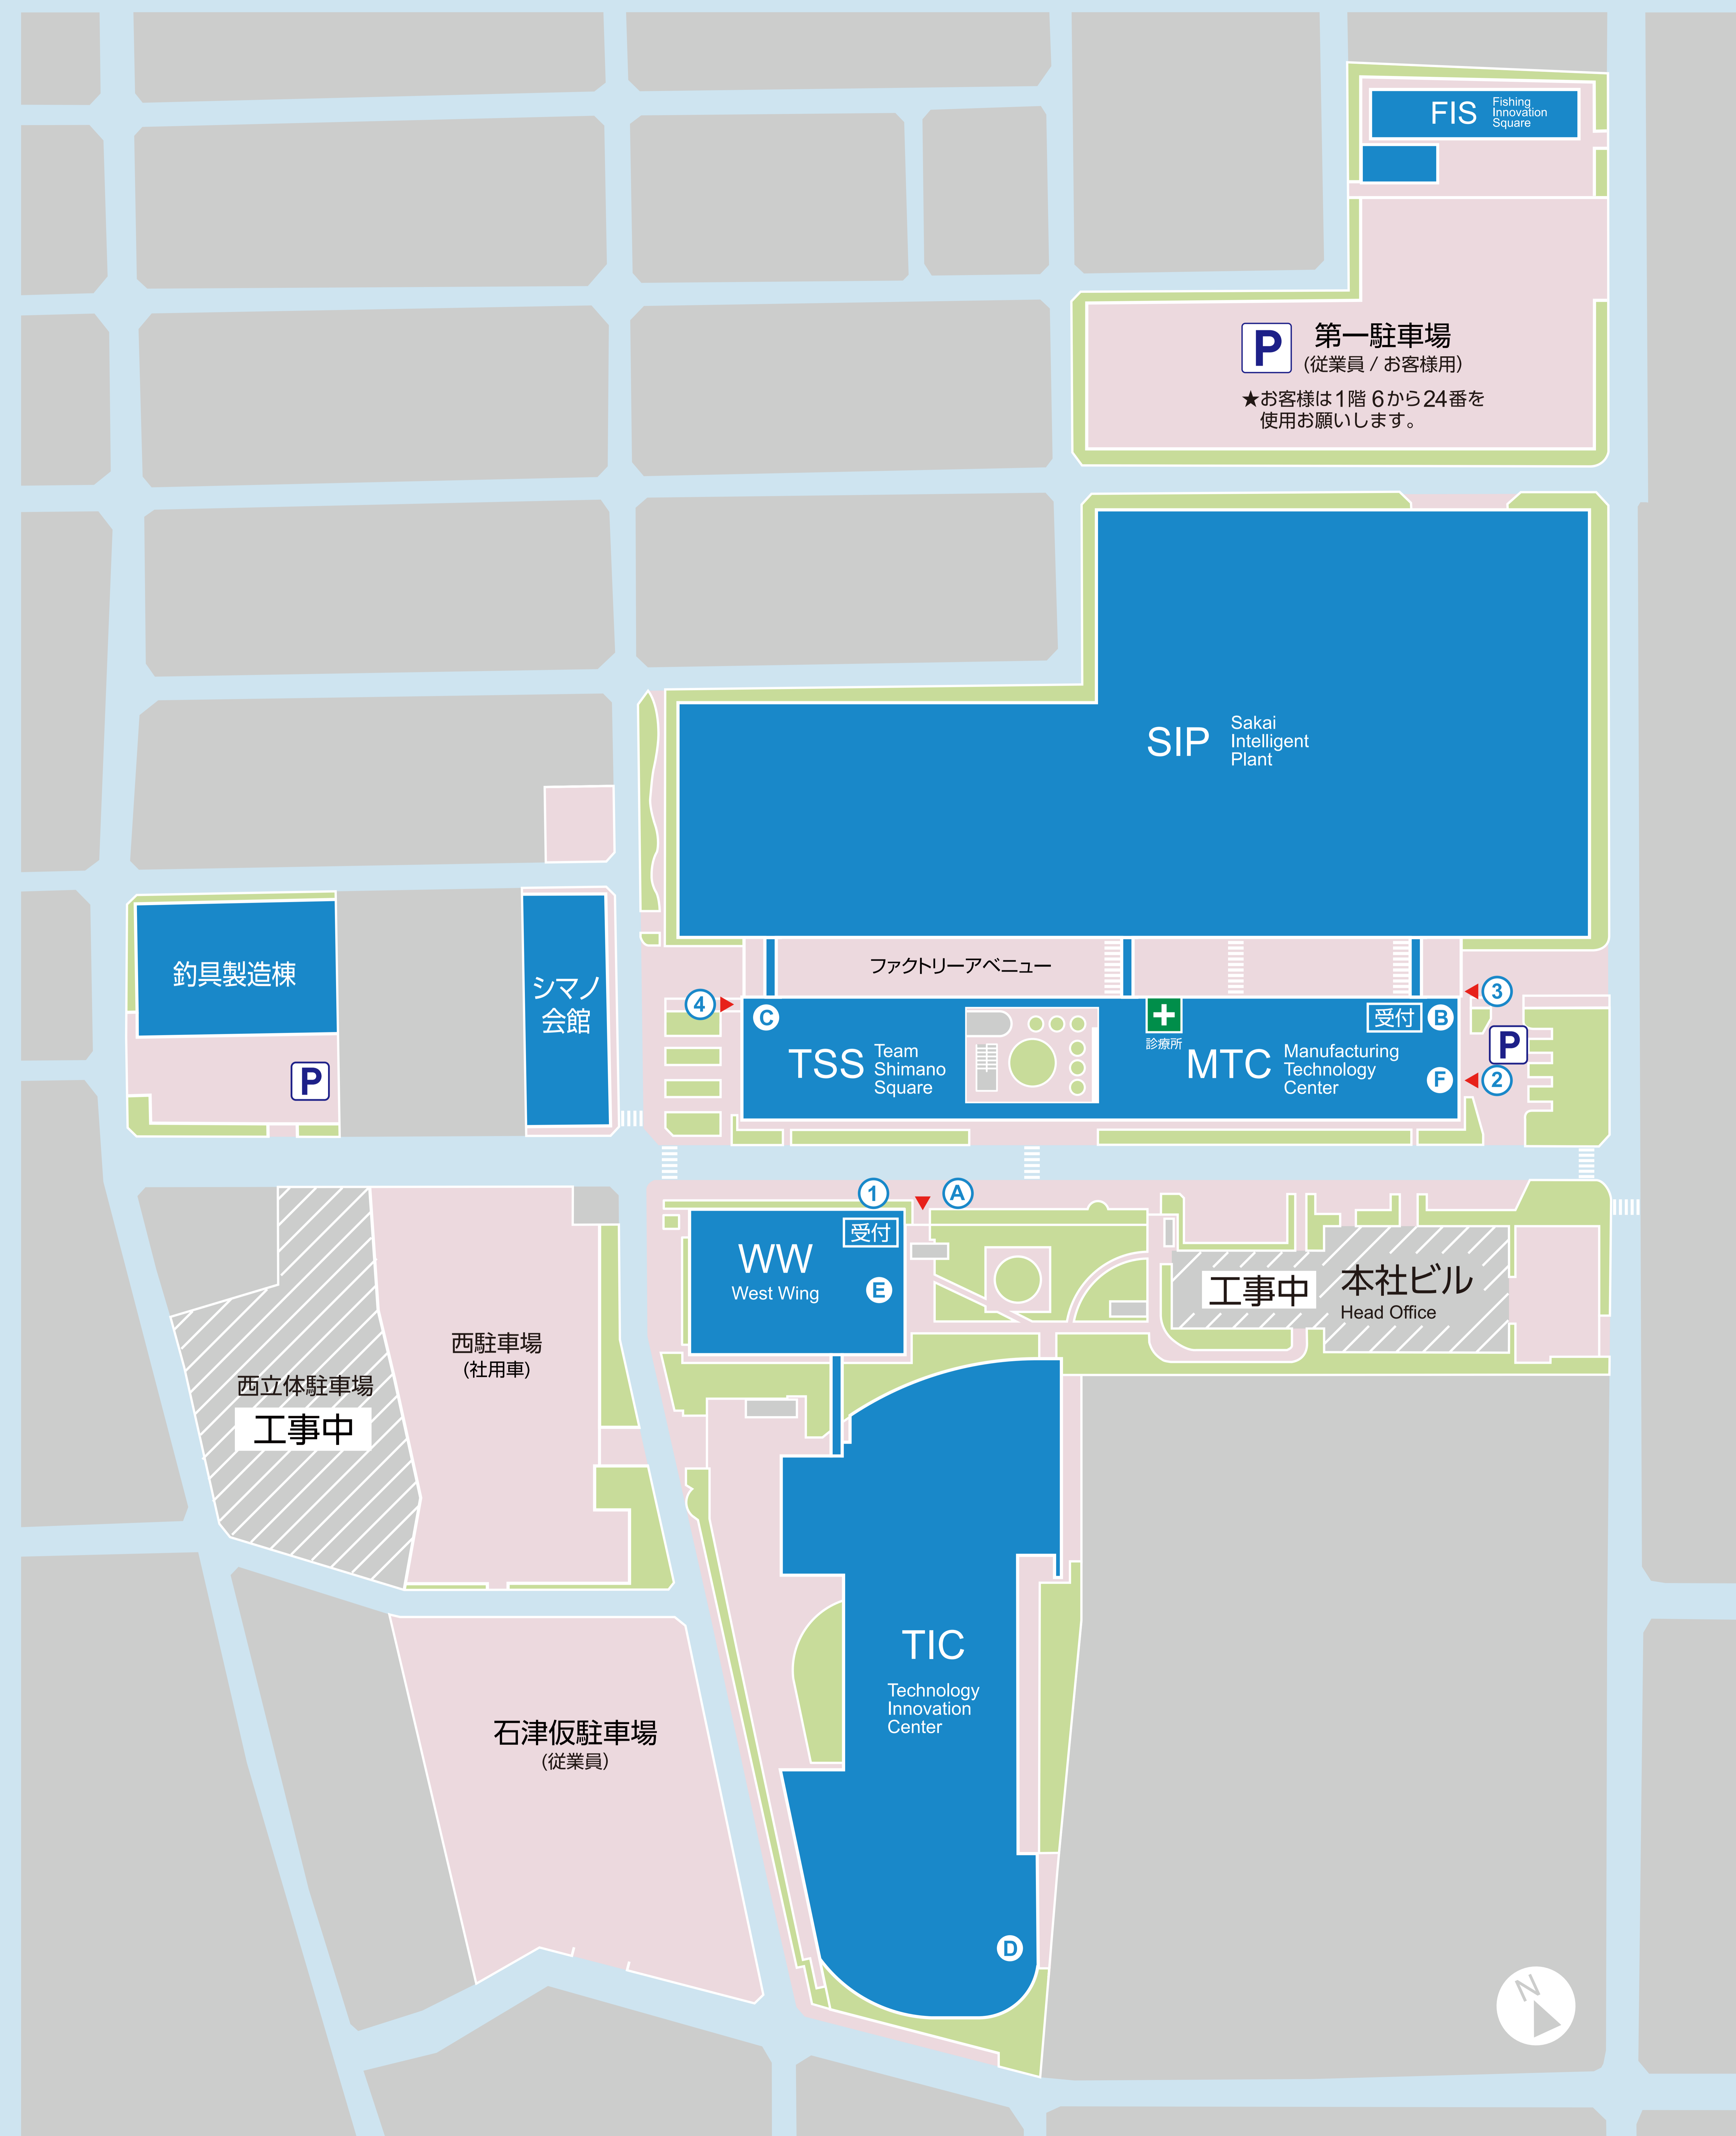 FIS
Fishing
Innovation
Square
P
第一駐車場
(従業員 / お客様用)
★お客様は1階 6から24番を
使用お願いします。
SIP
Sakai
Intelligent
Plant
釣具製造棟
P
シマノ
会館
ファクトリーアベニュー
4
C
TSS
Team
Shimano
Square
診療所
MTC
Manufacturing
Technology
Center
受付
B
F
3
P
2
1
A
受付
WW
West Wing
E
工事中
本社ビル
Head Office
西駐車場
(社用車)
西立体駐車場
工事中
TIC
Technology
Innovation
Center
石津仮駐車場
(従業員)
D
N